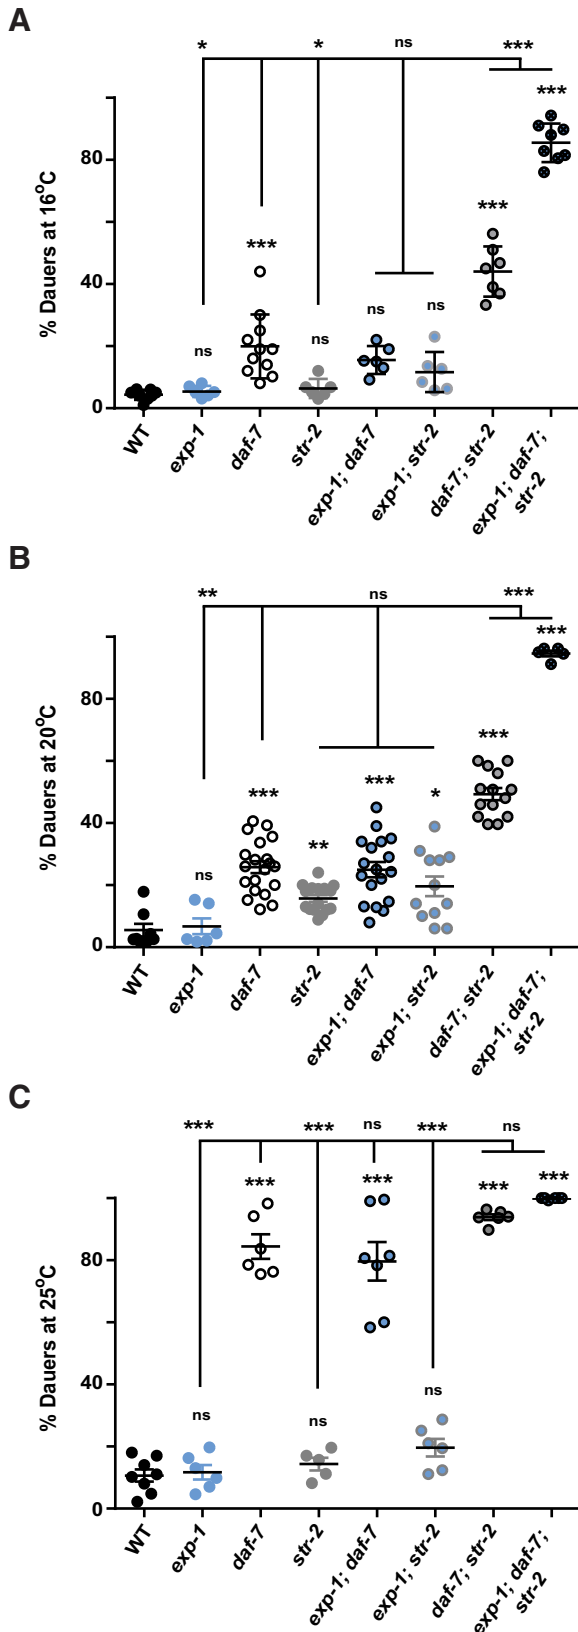 A
* * ns ***
***
***
***
ns ns ns ns
% Dauers at 16°C
80
40
0
WT
exp-1
daf-7
str-2
exp-1; daf-7
exp-1; str-2
daf-7; str-2
exp-1; daf-7;
str-2
B
** ns ***
***
***
*** *** *
**
ns
% Dauers at 20°C
80
40
0
WT
exp-1
daf-7
str-2
exp-1; daf-7
exp-1; str-2
daf-7; str-2
exp-1; daf-7;
str-2
C
*** *** ns *** ns
*** *** *** ***
ns ns ns
% Dauers at 25°C
80
40
0
WT
exp-1
daf-7
str-2
exp-1; daf-7
exp-1; str-2
daf-7; str-2
exp-1; daf-7;
str-2